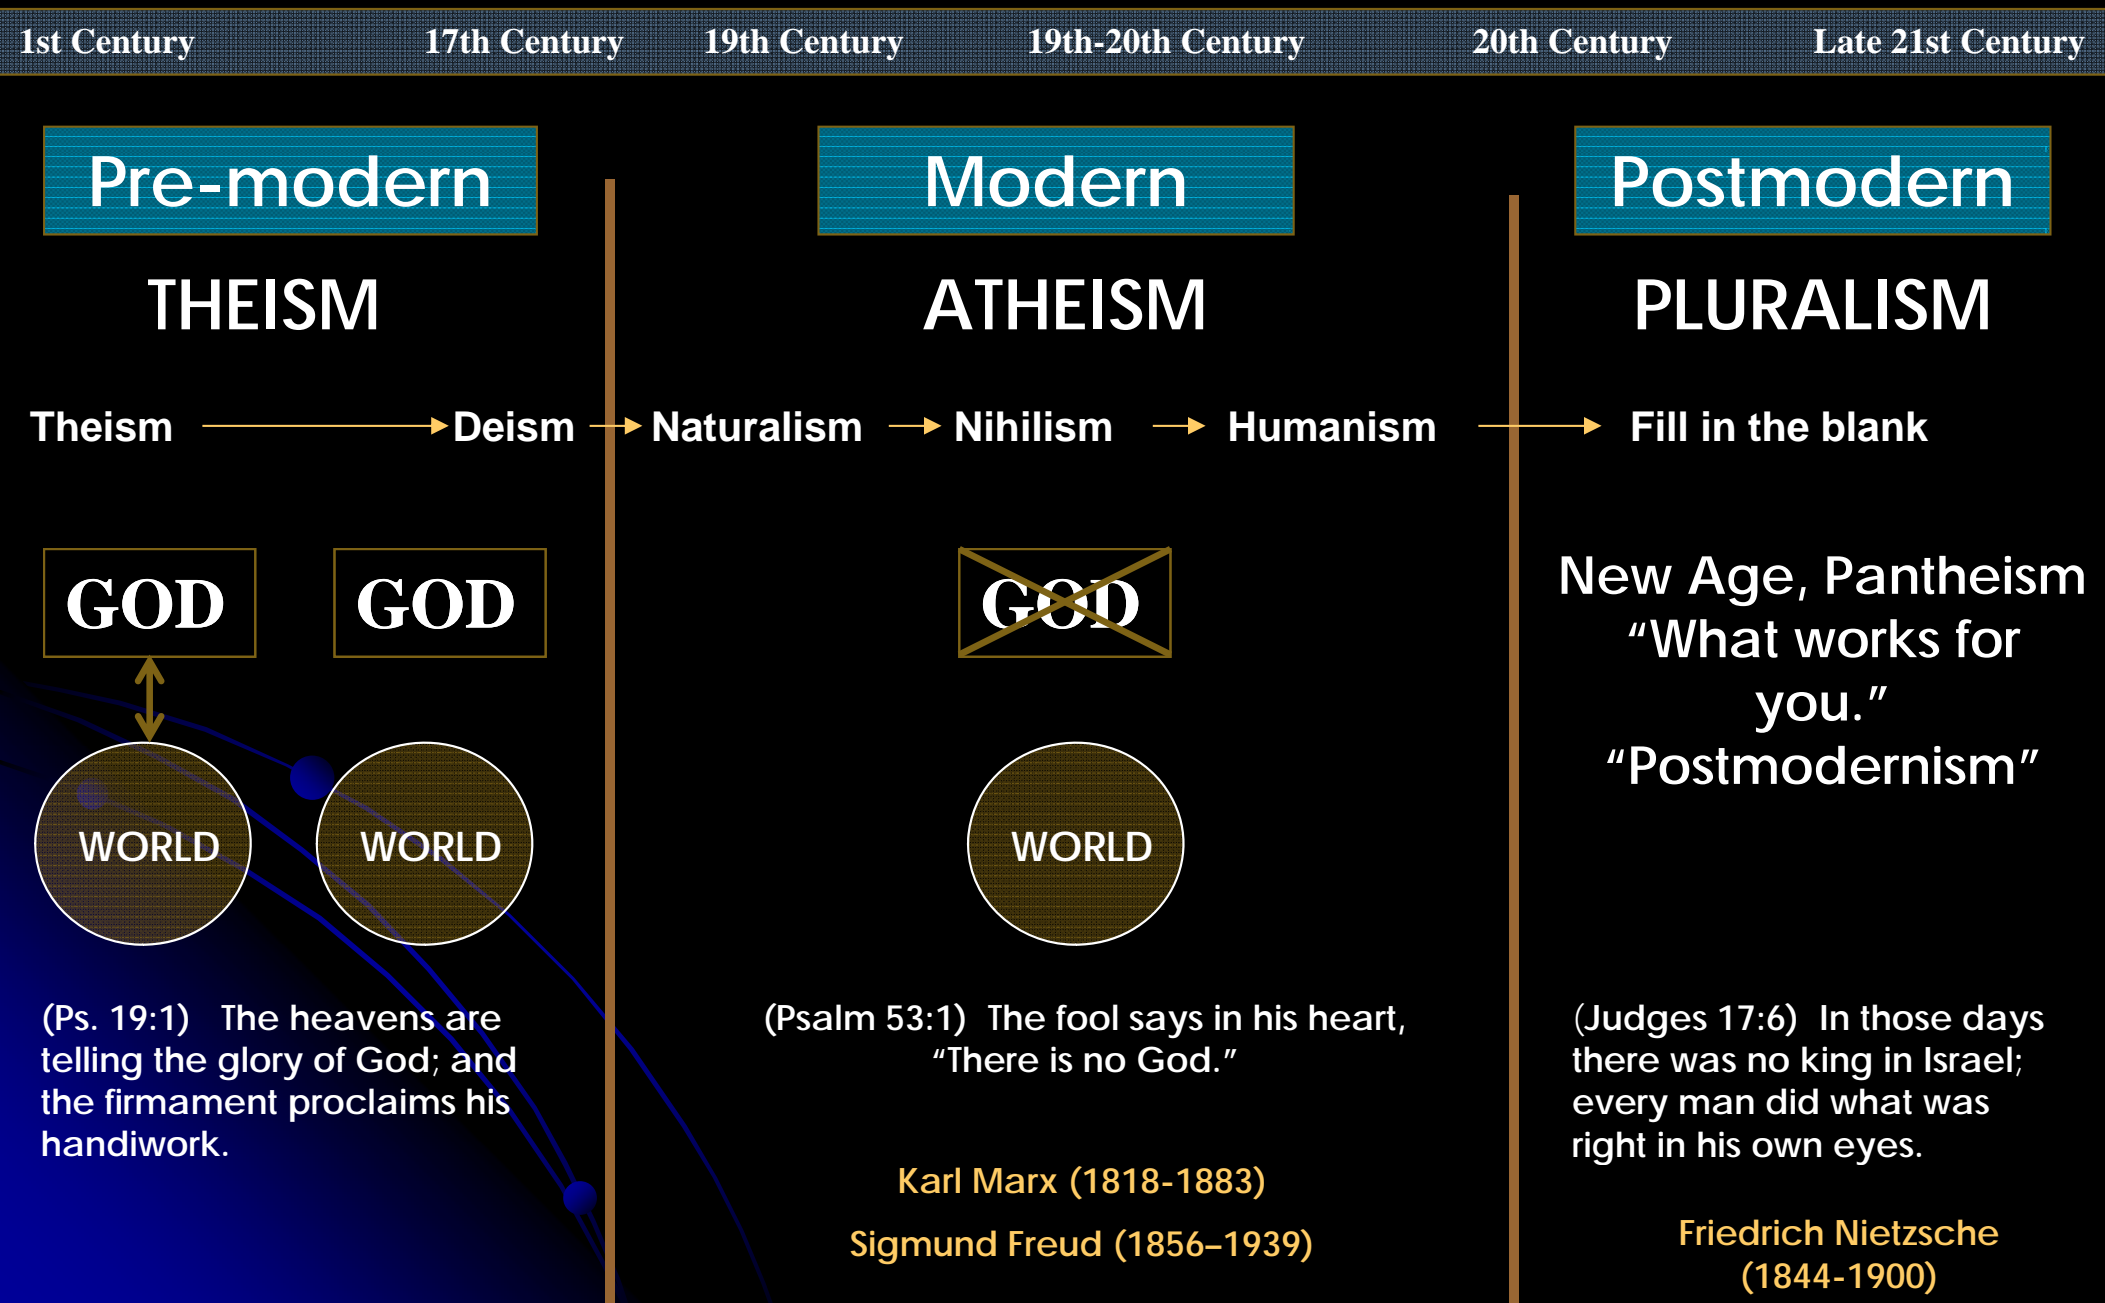 1st Century 17th Century 19th Century 19th-20th Century 20th Century Late 21st Century
Pre-modern Modern Postmodern
THEISM ATHEISM PLURALISM
Theism Deism Naturalism Nihilism Humanism Fill in the blank
GOD GOD
WORLD WORLD
(Ps. 19:1) The heavens are
telling the glory of God; and
the firmament proclaims his
handiwork.
GOD
WORLD
(Psalm 53:1) The fool says in his heart,
“There is no God.”
Karl Marx (1818-1883)
Sigmund Freud (1856–1939)
New Age, Pantheism
“What works for
you.”
“Postmodernism”
(Judges 17:6) In those days
there was no king in Israel;
every man did what was
right in his own eyes.
Friedrich Nietzsche
(1844-1900)